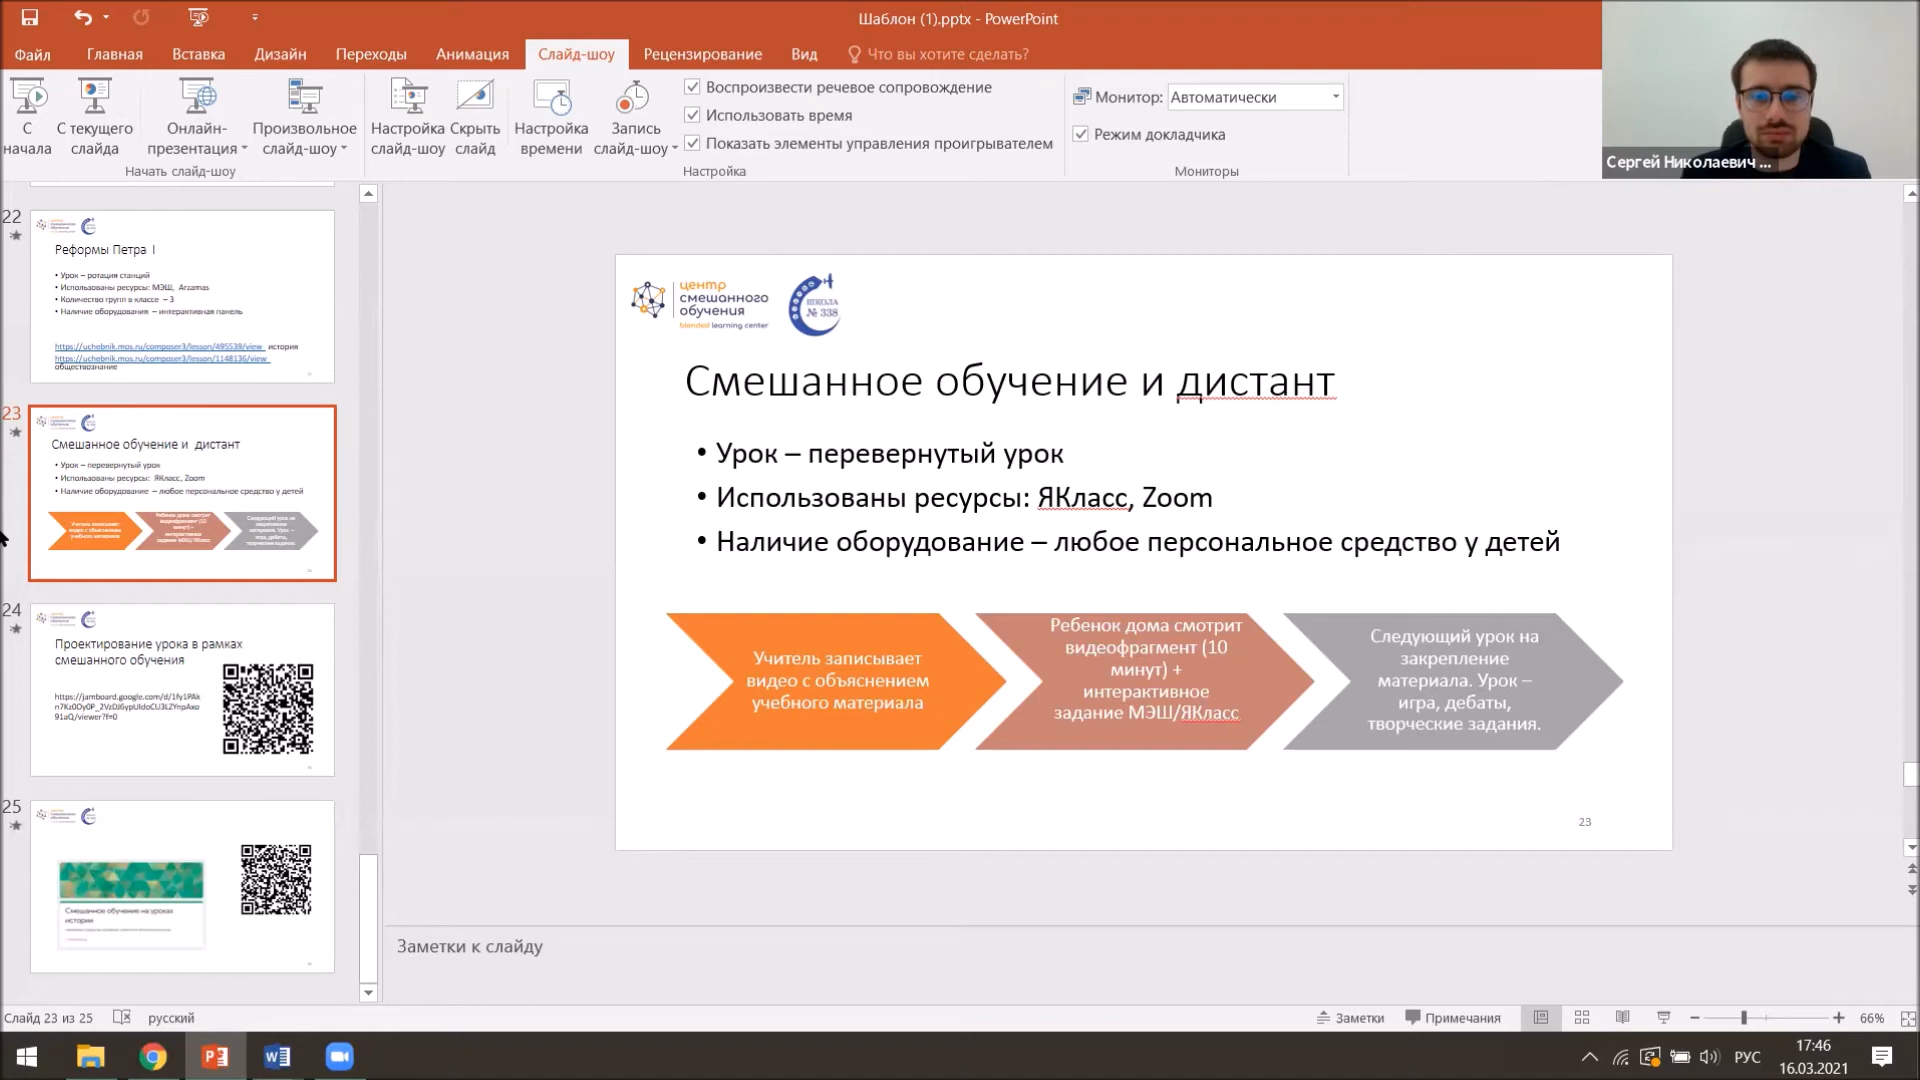 Шаблон (1).pptx - PowerPoint
Файл Главная Вставка Дизайн Переходы Анимация Слайд-шоу Рецензирование Вид Что вы хотите сделать?
С начала
С текущего слайда
Онлайн-презентация
Произвольное слайд-шоу
Начать слайд-шоу
Настройка слайд-шоу
Скрыть слайд
Настройка времени
Запись слайд-шоу
Воспроизвести речевое сопровождение
Использовать время
Показать элементы управления проигрывателем
Настройка
Монитор: Автоматически
Режим докладчика
Мониторы
Сергей Николаевич ...
22
Реформы Петра I
• Урок – ротация станций
• Использованы ресурсы: МЭШ, Arzamas
• Количество групп в классе – 3
• Наличие оборудования – интерактивная панель
https://uchebnik.mos.ru/composer3/lesson/495539/view история
https://uchebnik.mos.ru/composer3/lesson/1148136/view
обществознание
23
Смешанное обучение и дистант
• Урок – перевернутый урок
• Использованы ресурсы: ЯКласс, Zoom
• Наличие оборудование – любое персональное средство у детей
Учитель записывает
видео с объяснением
учебного материала
Ребенок дома смотрит
видеофрагмент (10
минут) +
интерактивное
задание МЭШ/ЯКласс
Следующий урок на
закрепление
материала. Урок –
игра, дебаты,
творческие задания.
24
Проектирование урока в рамках
смешанного обучения
25
Смешанное обучение на уроках
истории
центр
смешанного
обучения
blended learning center
ШКОЛА
№ 338
Смешанное обучение и дистант
• Урок – перевернутый урок
• Использованы ресурсы: ЯКласс, Zoom
• Наличие оборудование – любое персональное средство у детей
Учитель записывает
видео с объяснением
учебного материала
Ребенок дома смотрит
видеофрагмент (10
минут) +
интерактивное
задание МЭШ/ЯКласс
Следующий урок на
закрепление
материала. Урок –
игра, дебаты,
творческие задания.
23
Заметки к слайду
Слайд 23 из 25 русский
Заметки Примечания 66%
РУС
17:46
16.03.2021